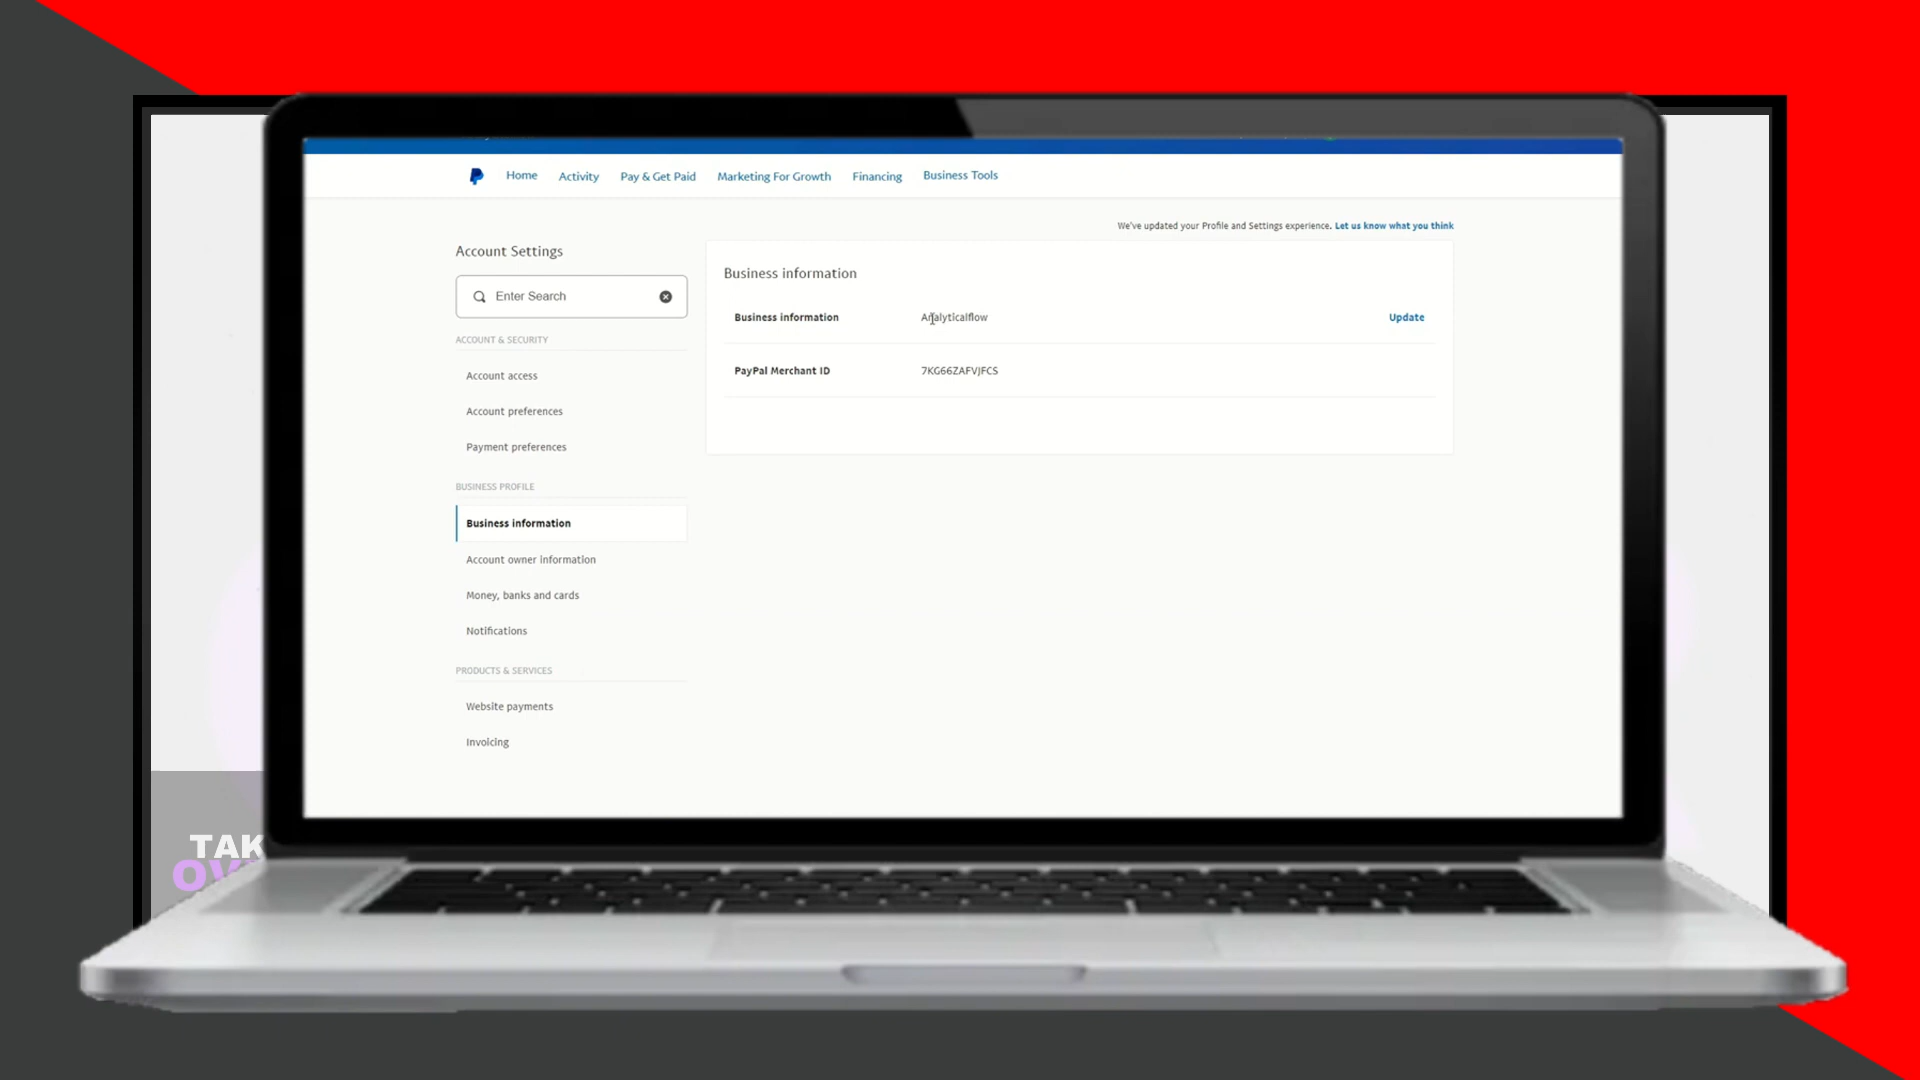 Home Activity Pay & Get Paid Marketing For Growth Financing Business Tools
We've updated your Profile and Settings experience. Let us know what you think
Account Settings
Enter Search
ACCOUNT & SECURITY
Account access
Account preferences
Payment preferences
BUSINESS PROFILE
Business information
Account owner information
Money, banks and cards
Notifications
PRODUCTS & SERVICES
Website payments
Invoicing
Business information
Business information Analyticalflow Update
PayPal Merchant ID 7KG66ZAFVJFCS